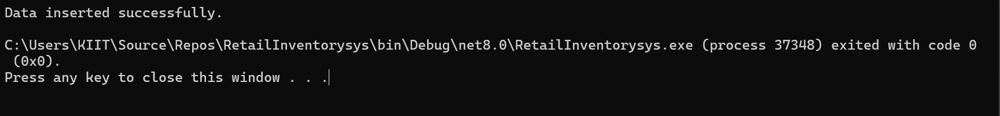 Data inserted successfully.
C:\Users\KIIT\Source\Repos\RetailInventorysys\bin\Debug\net8.0\RetailInventorysys.exe (process 37348) exited with code 0
(0x0).
Press any key to close this window . . .